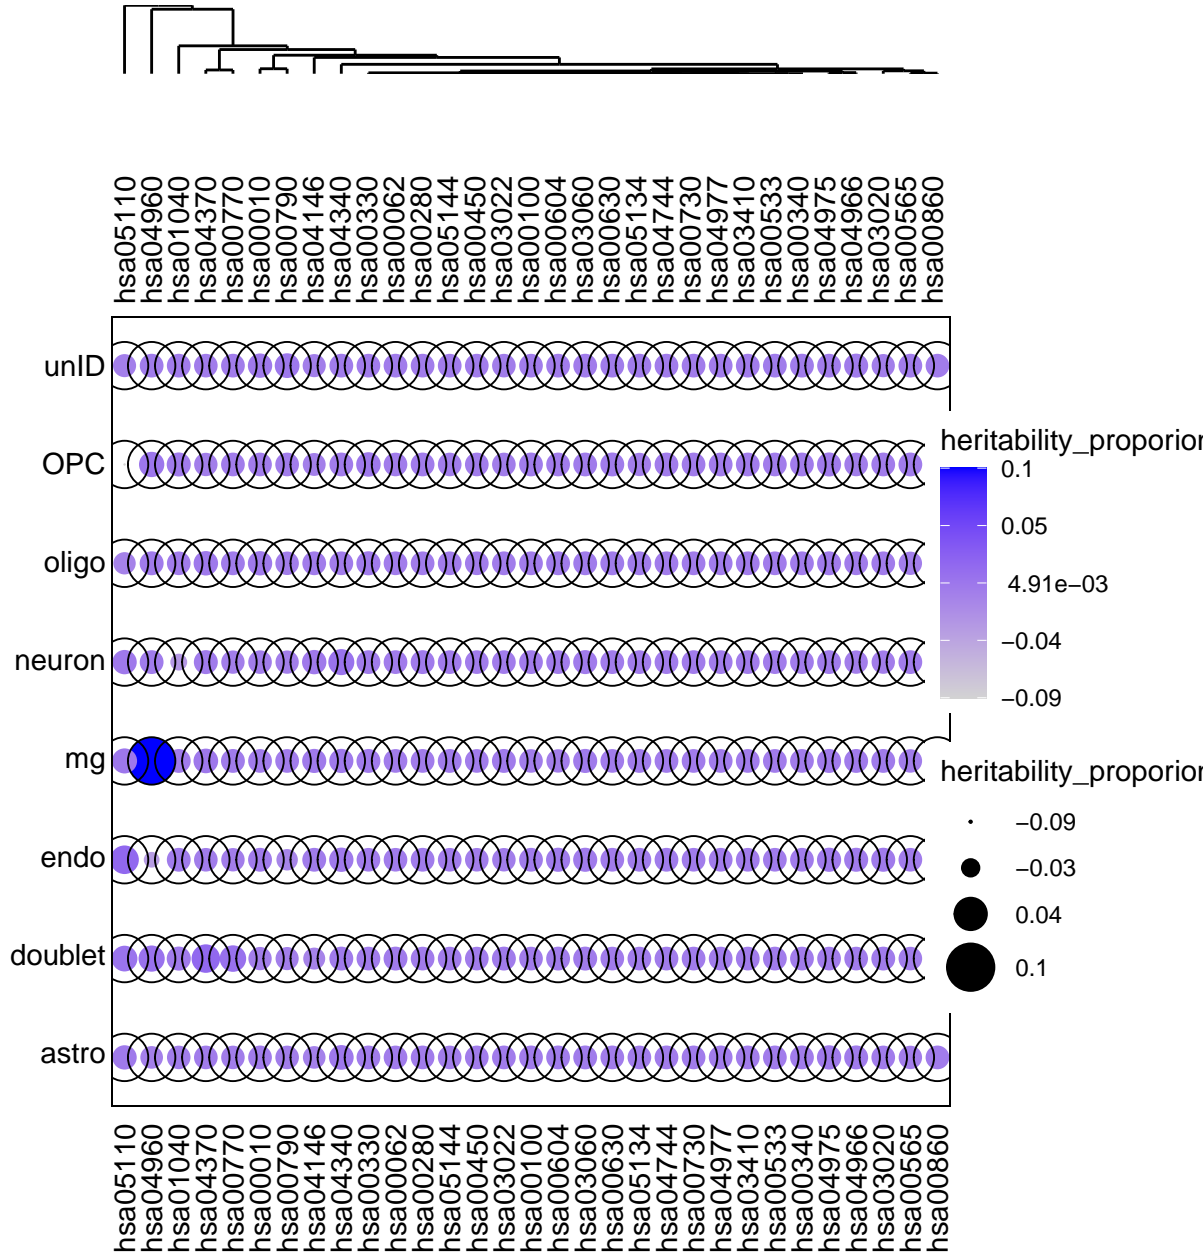 hsa05110
hsa04960
hsa01040
hsa04370
hsa00770
hsa00010
hsa00790
hsa04146
hsa04340
hsa00330
hsa00062
hsa00280
hsa05144
hsa00450
hsa03022
hsa00100
hsa00604
hsa03060
hsa00630
hsa05134
hsa04744
hsa00730
hsa04977
hsa03410
hsa00533
hsa00340
hsa04975
hsa04966
hsa03020
hsa00565
hsa00860
unID
OPC
oligo
neuron
mg
endo
doublet
astro
heritability_proporion
0.1
0.05
4.91e−03
−0.04
−0.09
heritability_proporion
−0.09
−0.03
0.04
0.1
hsa05110
hsa04960
hsa01040
hsa04370
hsa00770
hsa00010
hsa00790
hsa04146
hsa04340
hsa00330
hsa00062
hsa00280
hsa05144
hsa00450
hsa03022
hsa00100
hsa00604
hsa03060
hsa00630
hsa05134
hsa04744
hsa00730
hsa04977
hsa03410
hsa00533
hsa00340
hsa04975
hsa04966
hsa03020
hsa00565
hsa00860